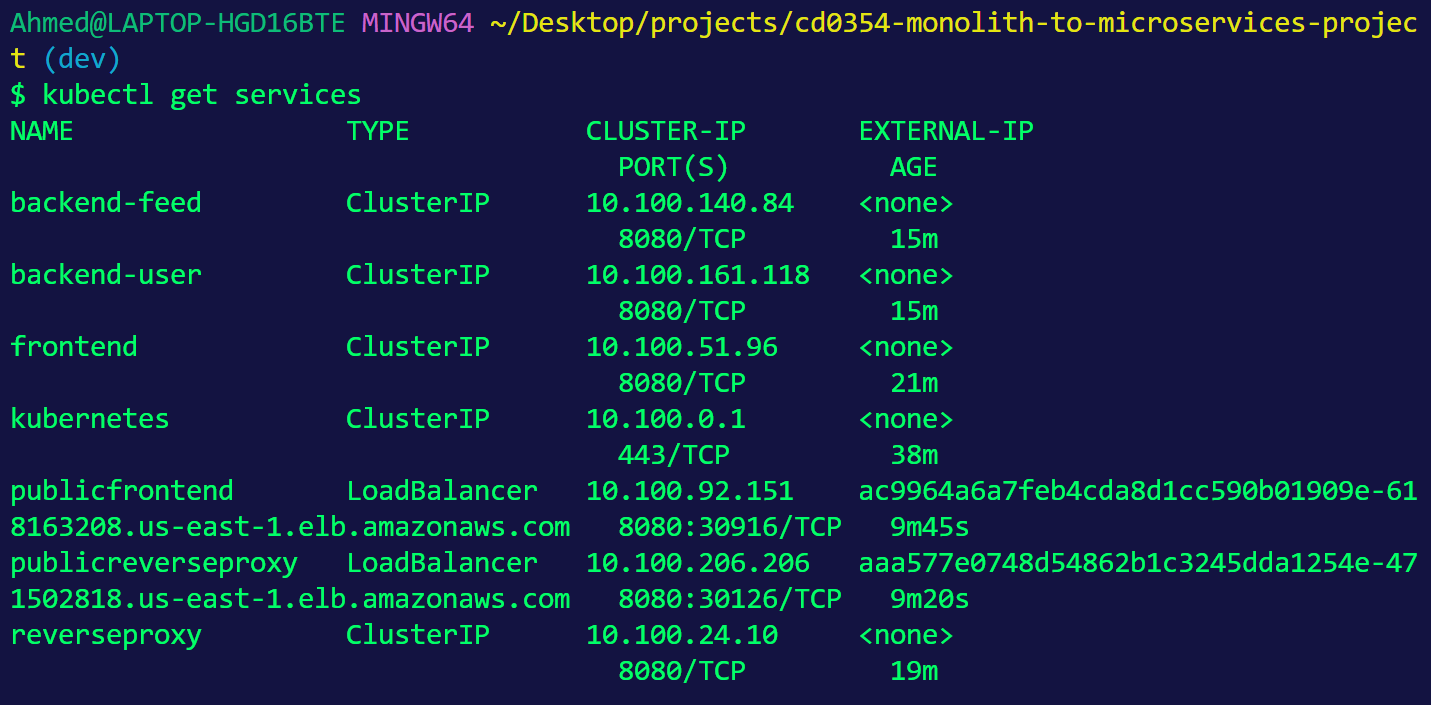 Ahmed@LAPTOP-HGD16BTE MINGW64 ~/Desktop/projects/cd0354-monolith-to-microservices-projec
t (dev)
$ kubectl get services
NAME                 TYPE           CLUSTER-IP       EXTERNAL-IP
                                      PORT(S)          AGE
backend-feed         ClusterIP      10.100.140.84    <none>
                                      8080/TCP         15m
backend-user         ClusterIP      10.100.161.118   <none>
                                      8080/TCP         15m
frontend             ClusterIP      10.100.51.96     <none>
                                      8080/TCP         21m
kubernetes           ClusterIP      10.100.0.1       <none>
                                      443/TCP          38m
publicfrontend       LoadBalancer   10.100.92.151    ac9964a6a7feb4cda8d1cc590b01909e-61
8163208.us-east-1.elb.amazonaws.com   8080:30916/TCP   9m45s
publicreverseproxy   LoadBalancer   10.100.206.206   aaa577e0748d54862b1c3245dda1254e-47
1502818.us-east-1.elb.amazonaws.com   8080:30126/TCP   9m20s
reverseproxy         ClusterIP      10.100.24.10     <none>
                                      8080/TCP         19m